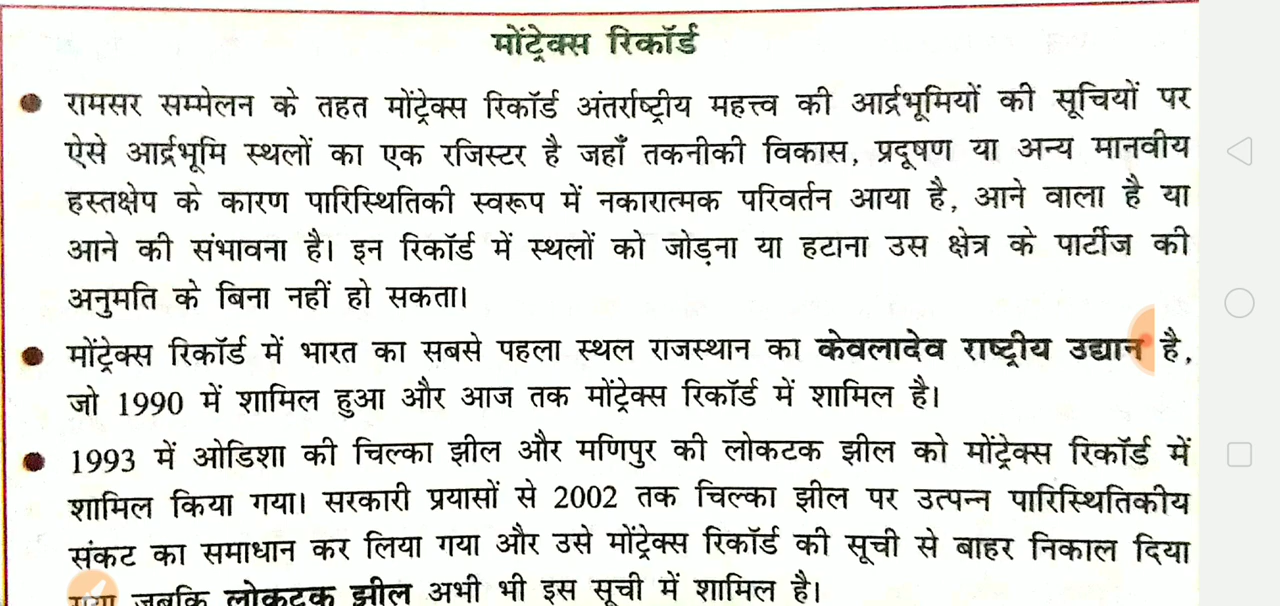 मोंट्रेक्स रिकॉर्ड
रामसर सम्मेलन के तहत मोंट्रेक्स रिकॉर्ड अंतर्राष्ट्रीय महत्त्व की आर्द्रभूमियों की सूचियों पर
ऐसे आर्द्रभूमि स्थलों का एक रजिस्टर है जहाँ तकनीकी विकास, प्रदूषण या अन्य मानवीय
हस्तक्षेप के कारण पारिस्थितिकी स्वरूप में नकारात्मक परिवर्तन आया है, आने वाला है या
आने की संभावना है। इन रिकॉर्ड में स्थलों को जोड़ना या हटाना उस क्षेत्र के पार्टीज की
अनुमति के बिना नहीं हो सकता।
मोंट्रेक्स रिकॉर्ड में भारत का सबसे पहला स्थल राजस्थान का केवलादेव राष्ट्रीय उद्यान है,
जो 1990 में शामिल हुआ और आज तक मोंट्रेक्स रिकॉर्ड में शामिल है।
1993 में ओडिशा की चिल्का झील और मणिपुर की लोकटक झील को मोंट्रेक्स रिकॉर्ड में
शामिल किया गया। सरकारी प्रयासों से 2002 तक चिल्का झील पर उत्पन्न पारिस्थितिकीय
संकट का समाधान कर लिया गया और उसे मोंट्रेक्स रिकॉर्ड की सूची से बाहर निकाल दिया
गया जबकि लोकटक झील अभी भी इस सूची में शामिल है।